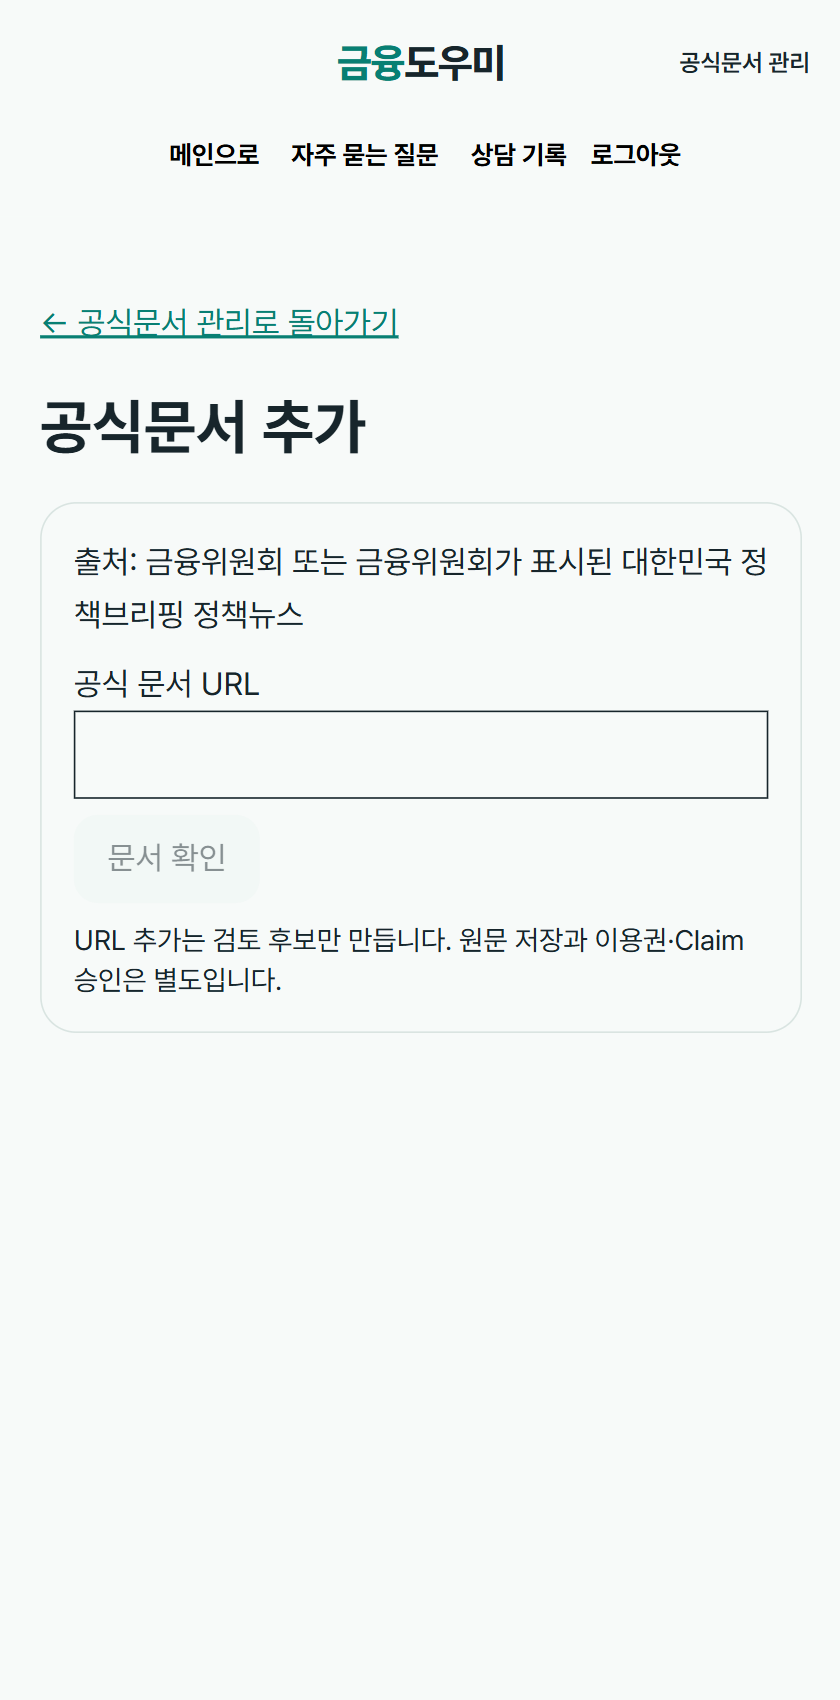 금융도우미
공식문서 관리
메인으로 자주 묻는 질문 상담 기록 로그아웃
← 공식문서 관리로 돌아가기
공식문서 추가
출처: 금융위원회 또는 금융위원회가 표시된 대한민국 정
책브리핑 정책뉴스
공식 문서 URL
문서 확인
URL 추가는 검토 후보만 만듭니다. 원문 저장과 이용권·Claim
승인은 별도입니다.